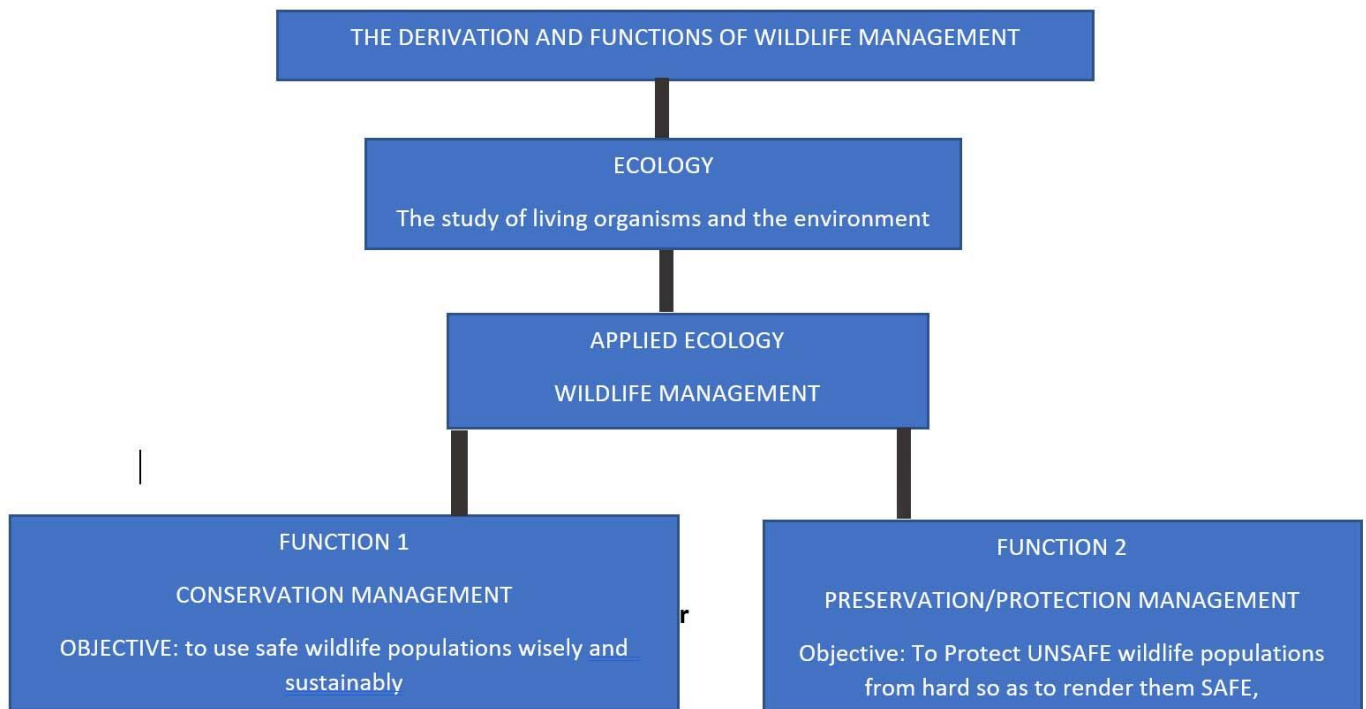 THE DERIVATION AND FUNCTIONS OF WILDLIFE MANAGEMENT
ECOLOGY
The study of living organisms and the environment
APPLIED ECOLOGY
WILDLIFE MANAGEMENT
FUNCTION 1
CONSERVATION MANAGEMENT
OBJECTIVE: to use safe wildlife populations wisely and
sustainably
r
FUNCTION 2
PRESERVATION/PROTECTION MANAGEMENT
Objective: To Protect UNSAFE wildlife populations
from hard so as to render them SAFE,